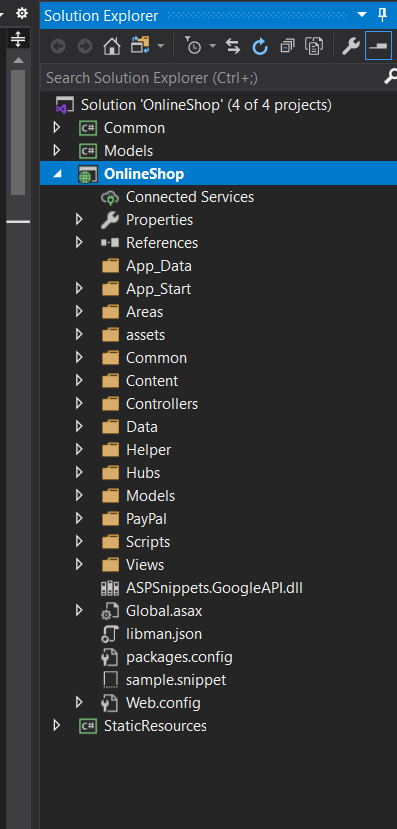 Solution Explorer
Search Solution Explorer (Ctrl+;)
Solution 'OnlineShop' (4 of 4 projects)
C# Common
C# Models
OnlineShop
Connected Services
Properties
References
App_Data
App_Start
Areas
assets
Common
Content
Controllers
Data
Helper
Hubs
Models
PayPal
Scripts
Views
ASPSnippets.GoogleAPI.dll
Global.asax
libman.json
packages.config
sample.snippet
Web.config
C# StaticResources